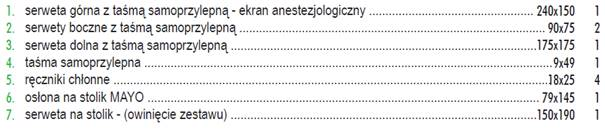 1. serweta górna z taśmą samoprzylepną - ekran anestezjologiczny ........ 240x150 1
2. serwety boczne z taśmą samoprzylepną ........ 90x75 2
3. serweta dolna z taśmą samoprzylepną ........ 175x175 1
4. taśma samoprzylepna ........ 9x49 1
5. ręczniki chłonne ........ 18x25 4
6. osłona na stolik MAYO ........ 79x145 1
7. serweta na stolik - (owinięcie zestawu) ........ 150x190 1